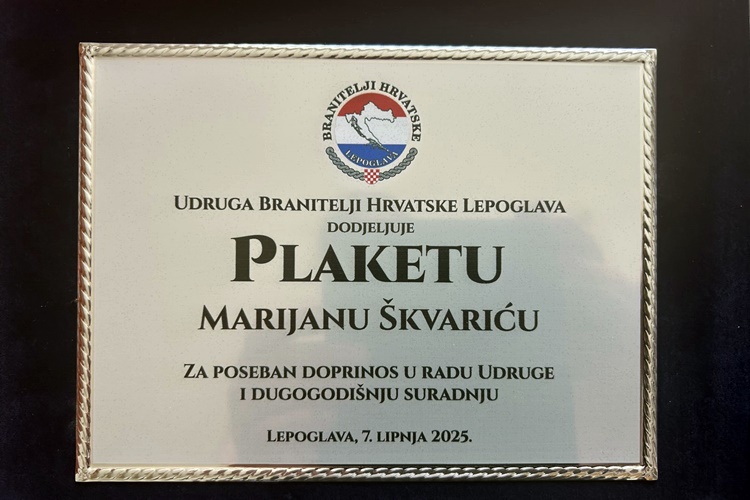 BRANITELJI HRVATSKE
LEPOGLAVA
UDRUGA BRANITELJI HRVATSKE LEPOGLAVA
DODJELJUJE
PLAKETU
MARIJANU ŠKVARIĆU
ZA POSEBAN DOPRINOS U RADU UDRUGE
I DUGOGODIŠNJU SURADNJU
LEPOGLAVA, 7. LIPNJA 2025.